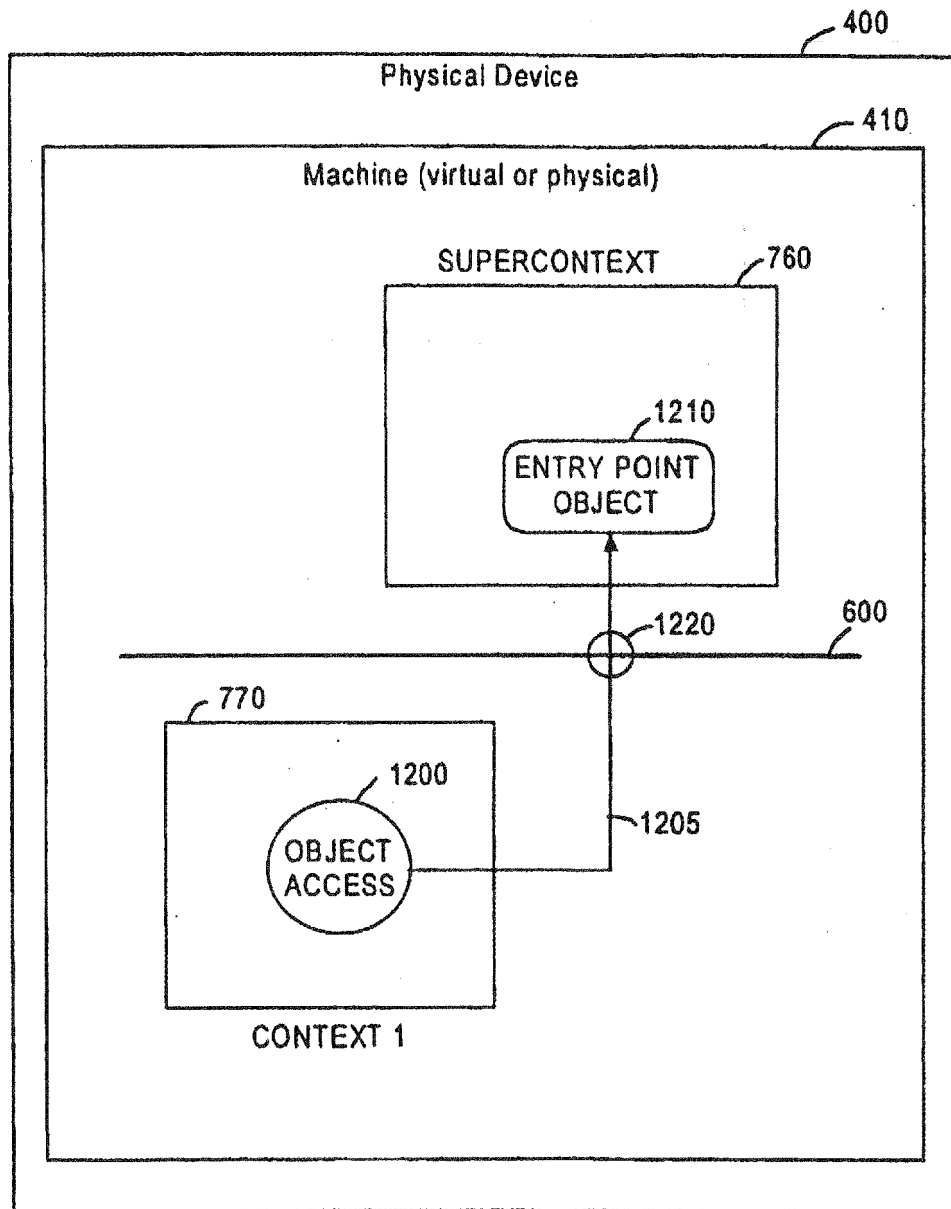 400
Physical Device
410
Machine (virtual or physical)
SUPERCONTEXT
760
1210
ENTRY POINT
OBJECT
1220
600
770
1200
OBJECT
ACCESS
1205
CONTEXT 1